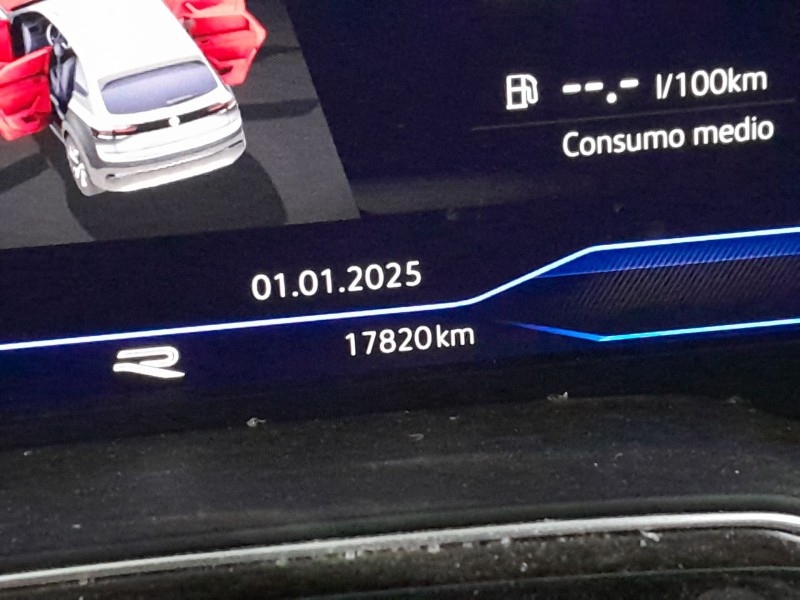 --.- l/100km
Consumo medio
01.01.2025
17820km
R